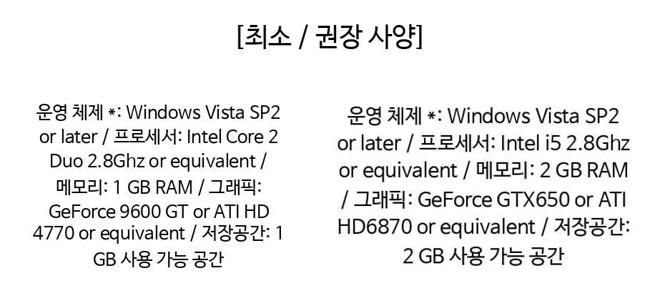 [최소 / 권장 사양]
운영 체제 *: Windows Vista SP2
or later / 프로세서: Intel Core 2
Duo 2.8Ghz or equivalent /
메모리: 1 GB RAM / 그래픽:
GeForce 9600 GT or ATI HD
4770 or equivalent / 저장공간: 1
GB 사용 가능 공간
운영 체제 *: Windows Vista SP2
or later / 프로세서: Intel i5 2.8Ghz
or equivalent / 메모리: 2 GB RAM
/ 그래픽: GeForce GTX650 or ATI
HD6870 or equivalent / 저장공간:
2 GB 사용 가능 공간